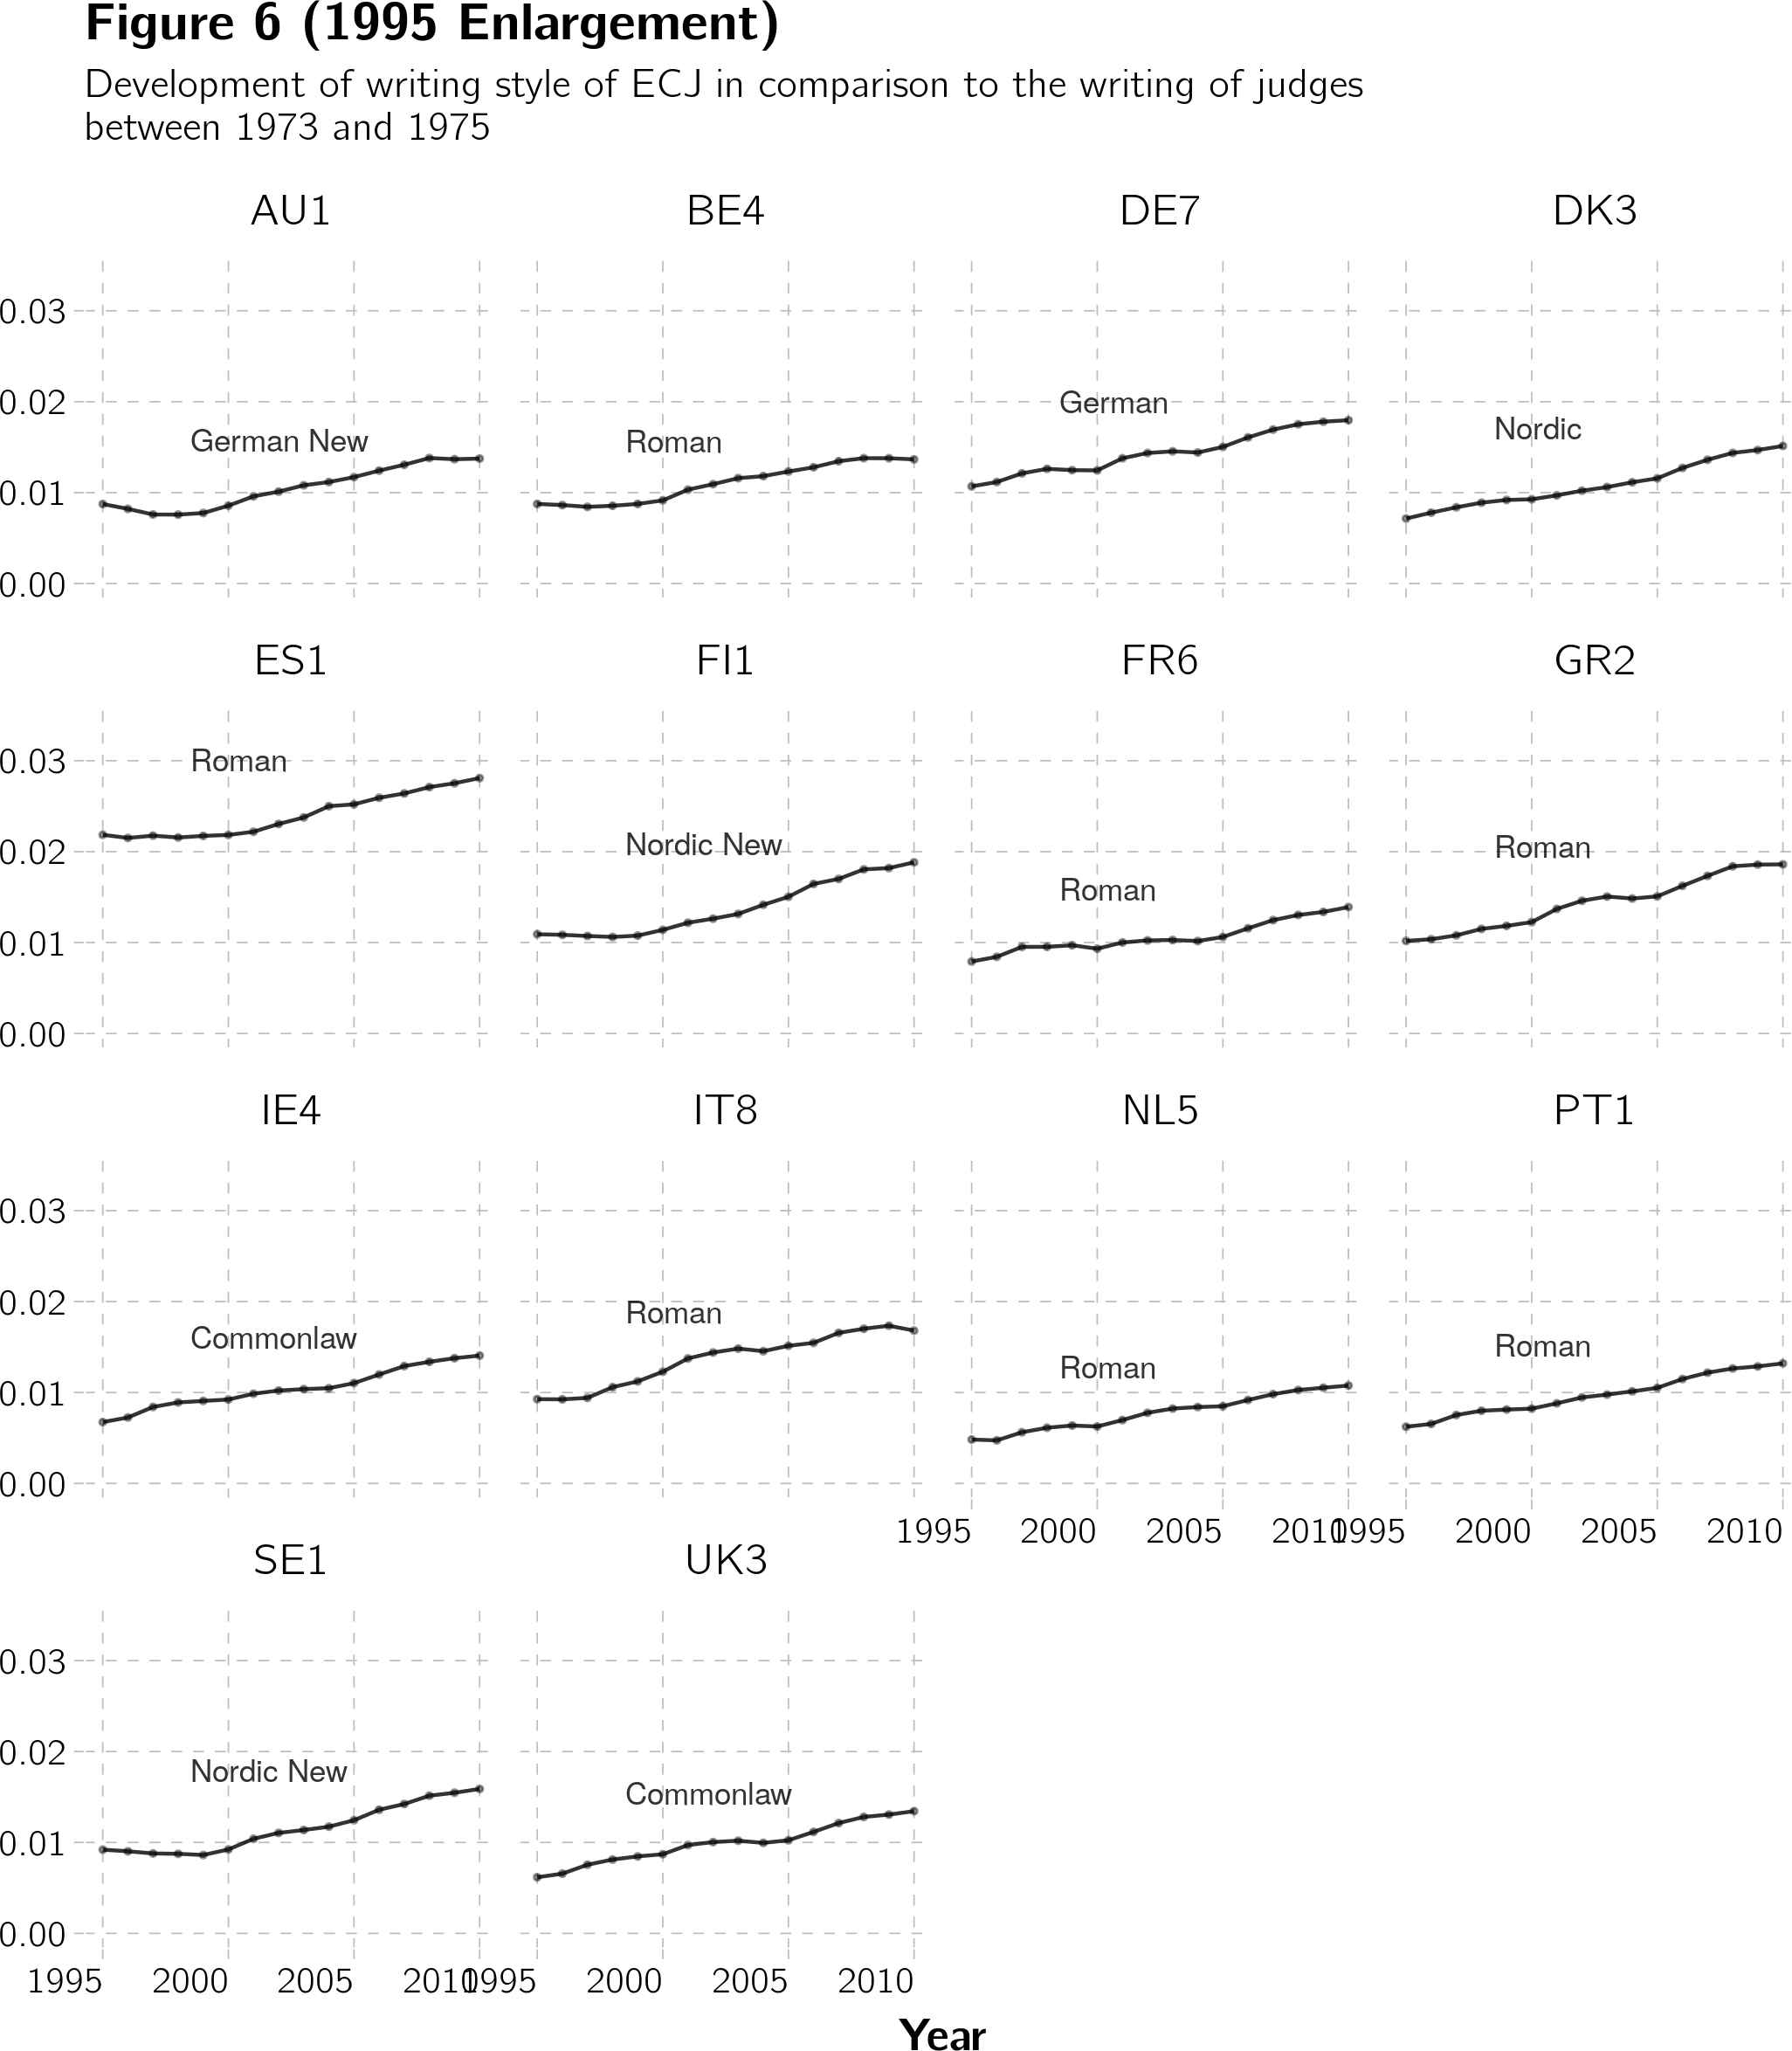 Figure 6 (1995 Enlargement)
Development of writing style of ECJ in comparison to the writing of judges
between 1973 and 1975
AU1 BE4 DE7 DK3
0.03
0.02
0.01
0.00
German New
Roman
German
Nordic
ES1 FI1 FR6 GR2
0.03
0.02
0.01
0.00
Roman
Nordic New
Roman
Roman
IE4 IT8 NL5 PT1
0.03
0.02
0.01
0.00
Commonlaw
Roman
Roman
Roman
1995 2000 2005 2010 1995 2000 2005 2010
SE1 UK3
0.03
0.02
0.01
0.00
Nordic New
Commonlaw
1995 2000 2005 2010 1995 2000 2005 2010
Year